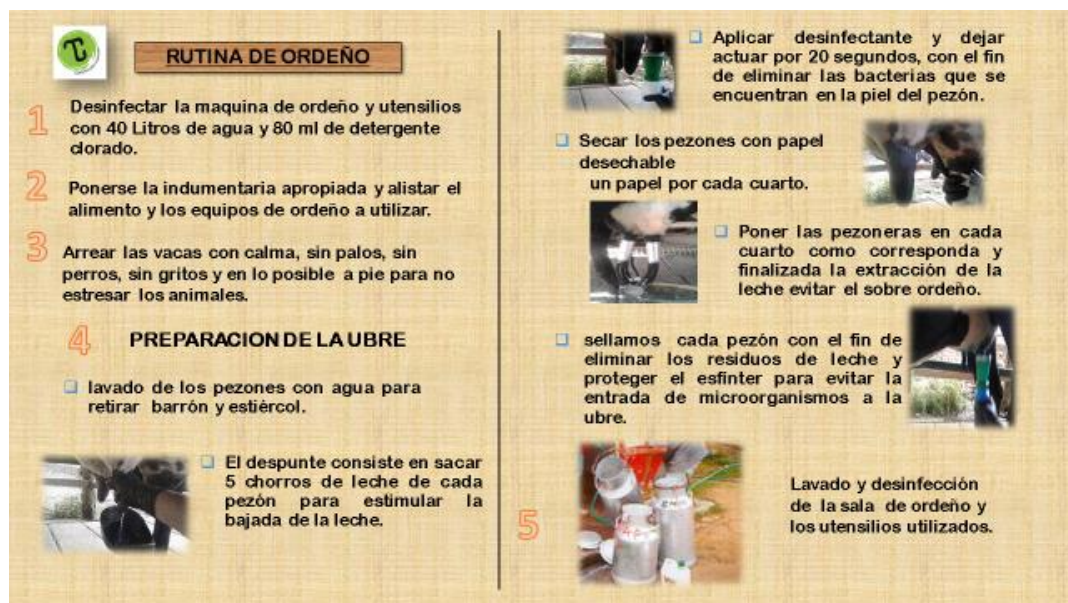 RUTINA DE ORDEÑO
1
Desinfectar la maquina de ordeño y utensilios
con 40 Litros de agua y 80 ml de detergente
clorado.
2
Ponerse la indumentaria apropiada y alistar el
alimento y los equipos de ordeño a utilizar.
3
Arrear las vacas con calma, sin palos, sin
perros, sin gritos y en lo posible a pie para no
estresar los animales.
4
PREPARACION DE LA UBRE
lavado de los pezones con agua para
retirar barrón y estiércol.
El despunte consiste en sacar
5 chorros de leche de cada
pezón para estimular la
bajada de la leche.
Aplicar desinfectante y dejar
actuar por 20 segundos, con el fin
de eliminar las bacterias que se
encuentran en la piel del pezón.
Secar los pezones con papel
desechable
un papel por cada cuarto.
Poner las pezoneras en cada
cuarto como corresponda y
finalizada la extracción de la
leche evitar el sobre ordeño.
sellamos cada pezón con el fin de
eliminar los residuos de leche y
proteger el esfínter para evitar la
entrada de microorganismos a la
ubre.
5
Lavado y desinfección
de la sala de ordeño y
los utensilios utilizados.